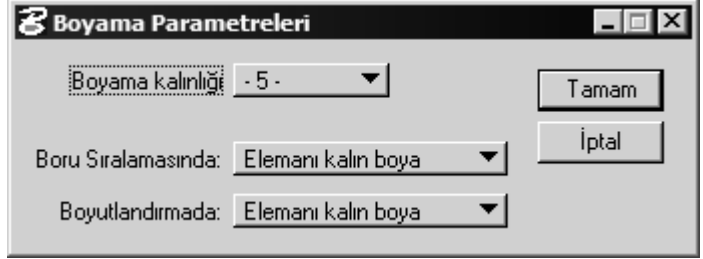 Boyama Parametreleri
Boyama kalınlığı - 5 -
Tamam
İptal
Boru Sıralamasında: Elemanı kalın boya
Boyutlandırmada: Elemanı kalın boya